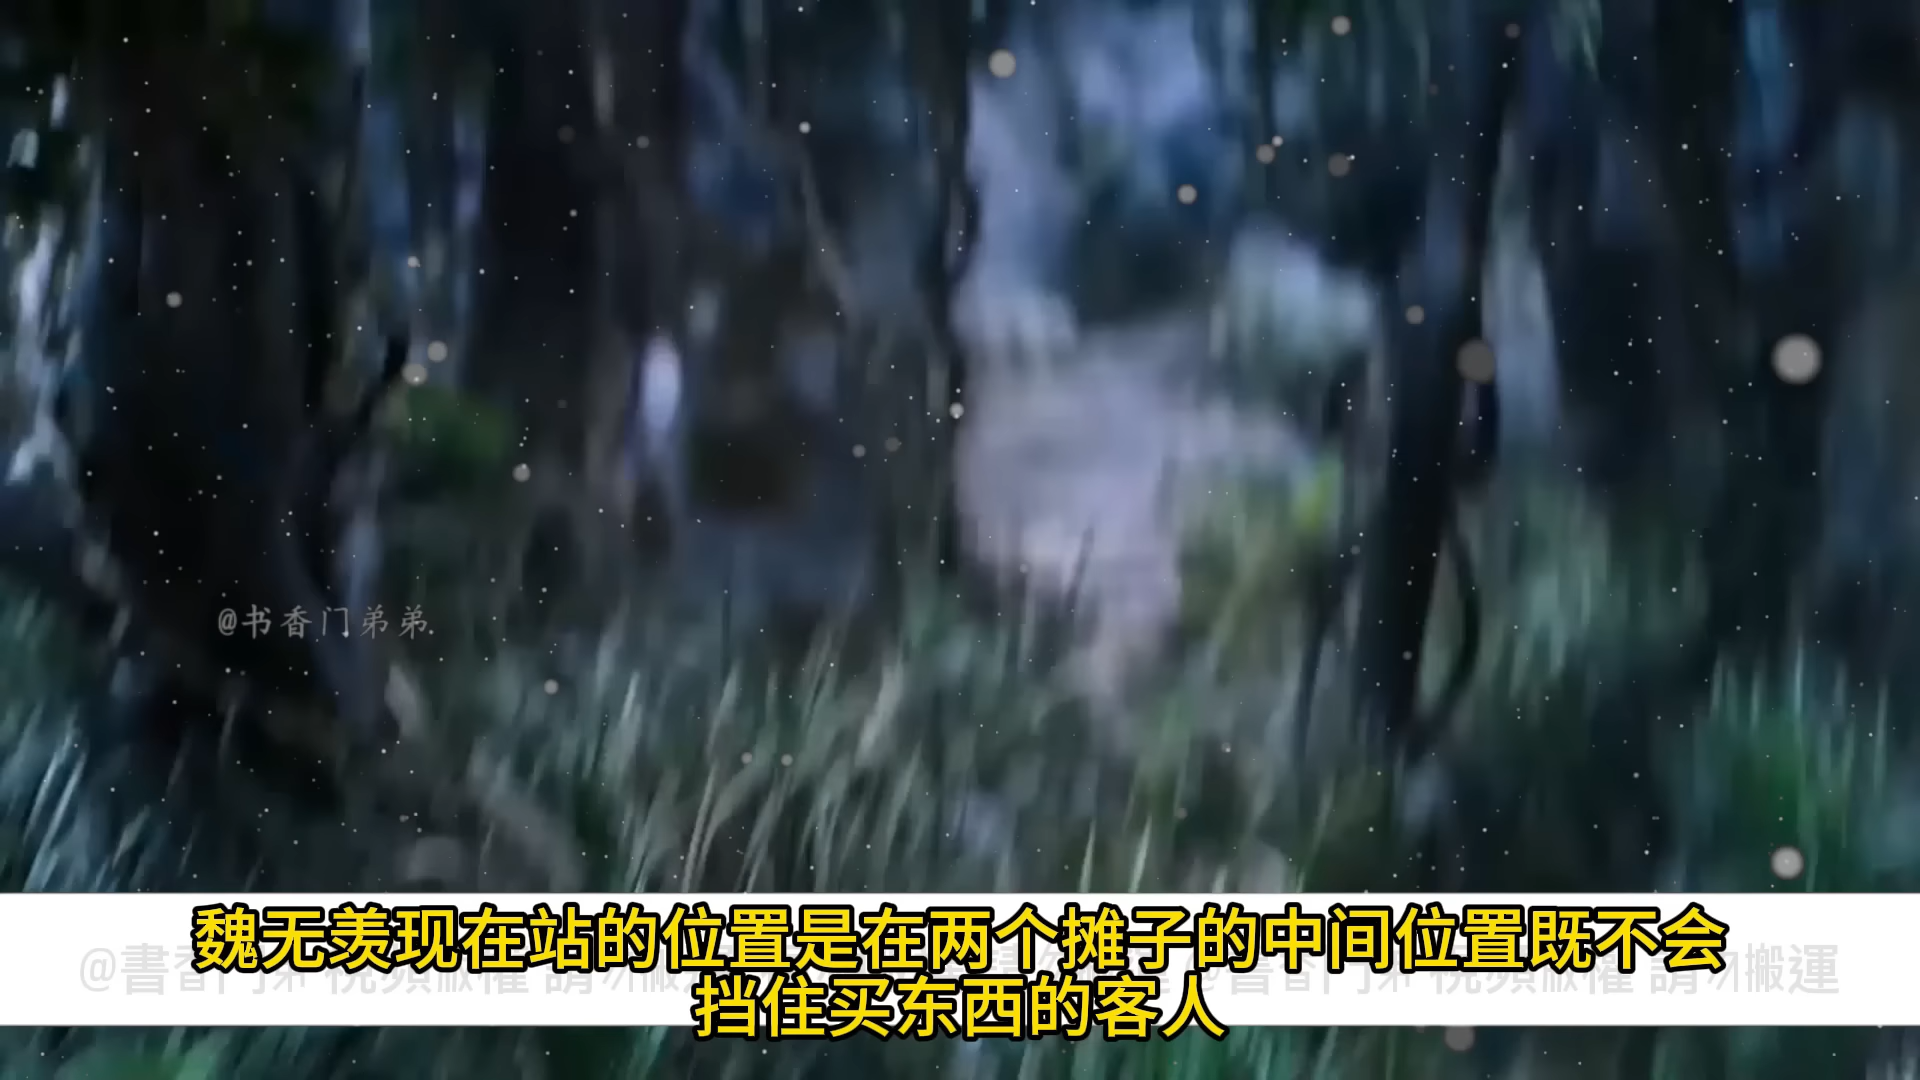 @书香门弟弟
魏无羡现在站的位置是在两个摊子的中间位置既不会
挡住买东西的客人